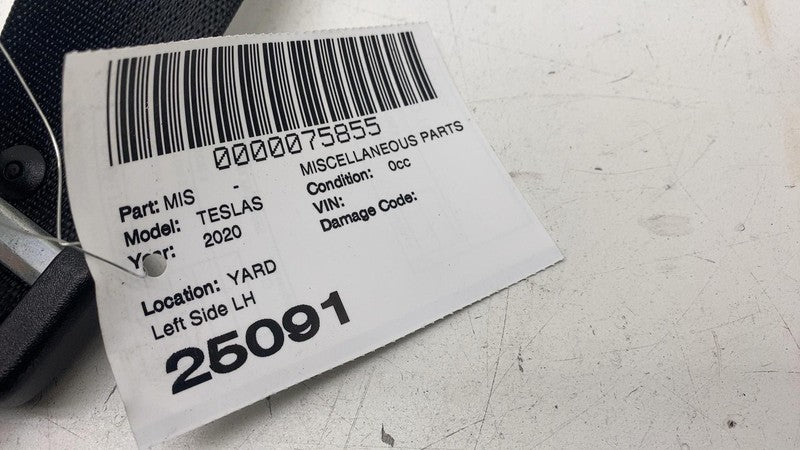 0000075855
Part: MIS - MISCELLANEOUS PARTS
Model: TESLAS Condition: 0cc
Year: 2020 VIN:
Damage Code:
Location: YARD
Left Side LH
25091